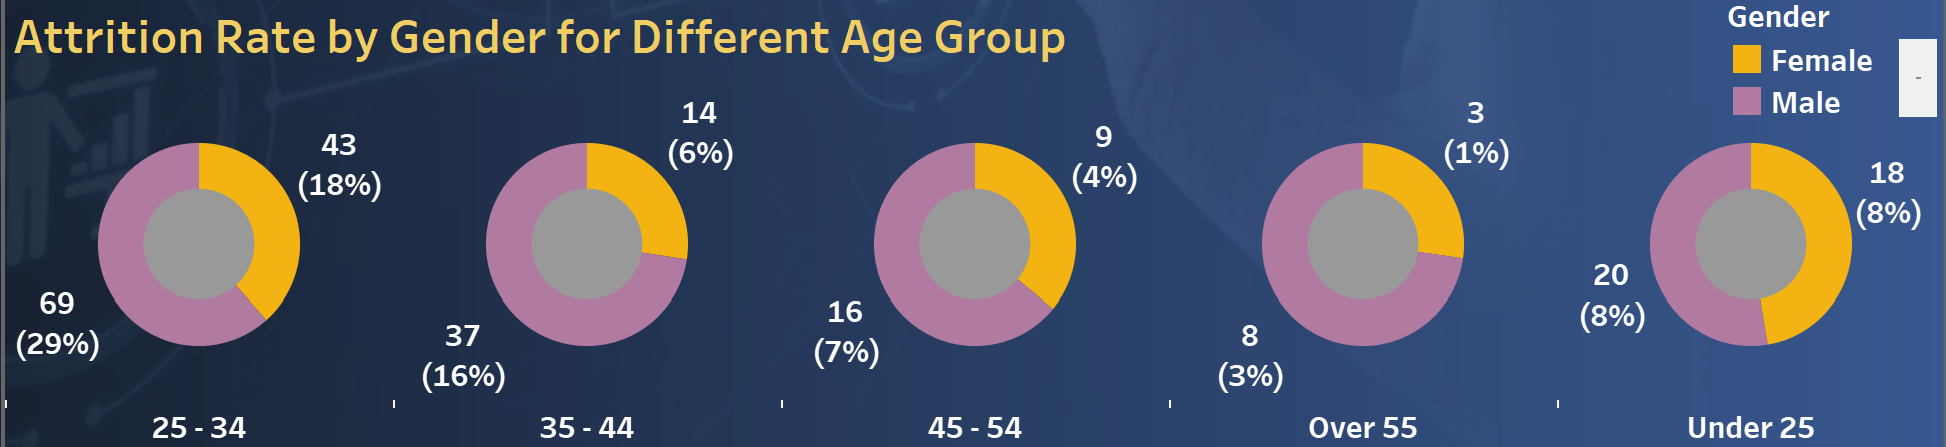 Attrition Rate by Gender for Different Age Group
Gender
Female
Male
-
43
(18%)
69
(29%)
25 - 34
14
(6%)
37
(16%)
35 - 44
9
(4%)
16
(7%)
45 - 54
3
(1%)
8
(3%)
Over 55
18
(8%)
20
(8%)
Under 25